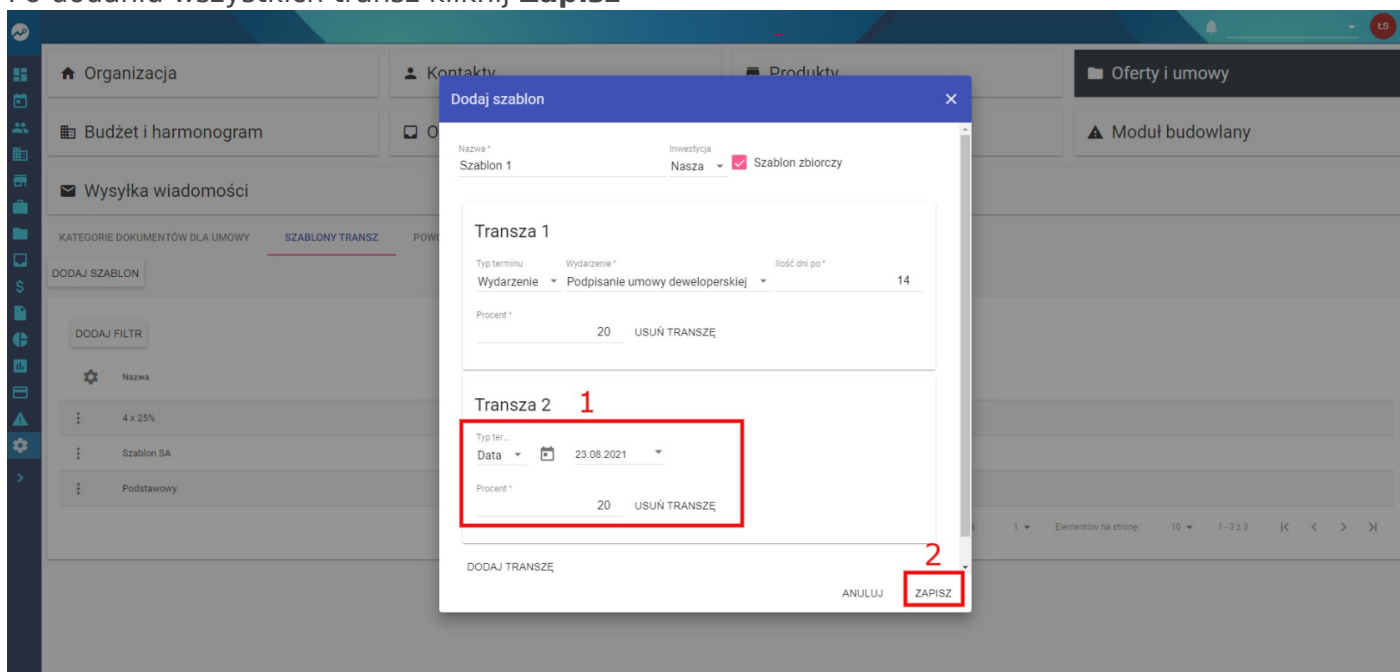 Po dodaniu wszystkich transz kliknij Zapisz
ŁS
Organizacja
Kontakty
Produkty
Oferty i umowy
Budżet i harmonogram
Moduł budowlany
Wysyłka wiadomości
KATEGORIE DOKUMENTÓW DLA UMOWY
SZABLONY TRANSZ
DODAJ SZABLON
DODAJ FILTR
Nazwa
4 x 25%
Szablon SA
Podstawowy
1
Elementów na stronę:
10
1 - 3 z 3
Dodaj szablon
Nazwa *
Szablon 1
Inwestycja
Nasza
Szablon zbiorczy
Transza 1
Typ terminu
Wydarzenie *
Ilość dni po *
Wydarzenie
Podpisanie umowy deweloperskiej
14
Procent *
20
USUŃ TRANSZĘ
Transza 2
1
Typ ter...
Data
23.08.2021
Procent *
20
USUŃ TRANSZĘ
DODAJ TRANSZĘ
2
ANULUJ
ZAPISZ